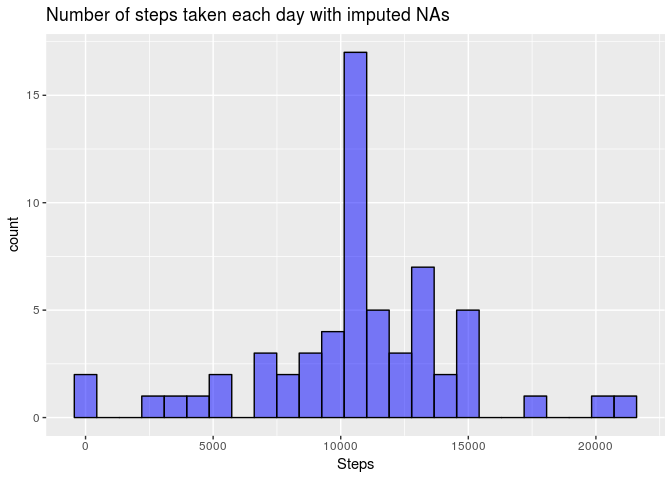 Number of steps taken each day with imputed NAs
15
10
5
0
count
0 5000 10000 15000 20000
Steps